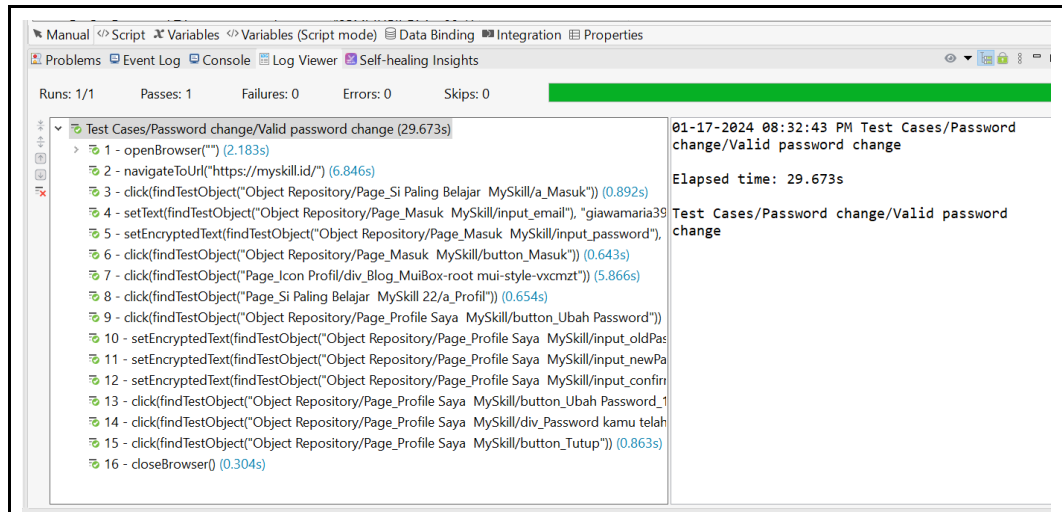 Manual Script Variables Variables (Script mode) Data Binding Integration Properties
Problems Event Log Console Log Viewer Self-healing Insights
Runs: 1/1 Passes: 1 Failures: 0 Errors: 0 Skips: 0
Test Cases/Password change/Valid password change (29.673s)
1 - openBrowser("") (2.183s)
2 - navigateToUrl("https://myskill.id/") (6.846s)
3 - click(findTestObject("Object Repository/Page_Si Paling Belajar MySkill/a_Masuk")) (0.892s)
4 - setText(findTestObject("Object Repository/Page_Masuk MySkill/input_email"), "giawamaria39
5 - setEncryptedText(findTestObject("Object Repository/Page_Masuk MySkill/input_password"),
6 - click(findTestObject("Object Repository/Page_Masuk MySkill/button_Masuk")) (0.643s)
7 - click(findTestObject("Page_Icon Profil/div_Blog_MuiBox-root mui-style-vxcmzt")) (5.866s)
8 - click(findTestObject("Page_Si Paling Belajar MySkill 22/a_Profil")) (0.654s)
9 - click(findTestObject("Object Repository/Page_Profile Saya MySkill/button_Ubah Password"))
10 - setEncryptedText(findTestObject("Object Repository/Page_Profile Saya MySkill/input_oldPas
11 - setEncryptedText(findTestObject("Object Repository/Page_Profile Saya MySkill/input_newPa
12 - setEncryptedText(findTestObject("Object Repository/Page_Profile Saya MySkill/input_confir
13 - click(findTestObject("Object Repository/Page_Profile Saya MySkill/button_Ubah Password_1
14 - click(findTestObject("Object Repository/Page_Profile Saya MySkill/div_Password kamu telah
15 - click(findTestObject("Object Repository/Page_Profile Saya MySkill/button_Tutup")) (0.863s)
16 - closeBrowser() (0.304s)
01-17-2024 08:32:43 PM Test Cases/Password
change/Valid password change
Elapsed time: 29.673s
Test Cases/Password change/Valid password
change